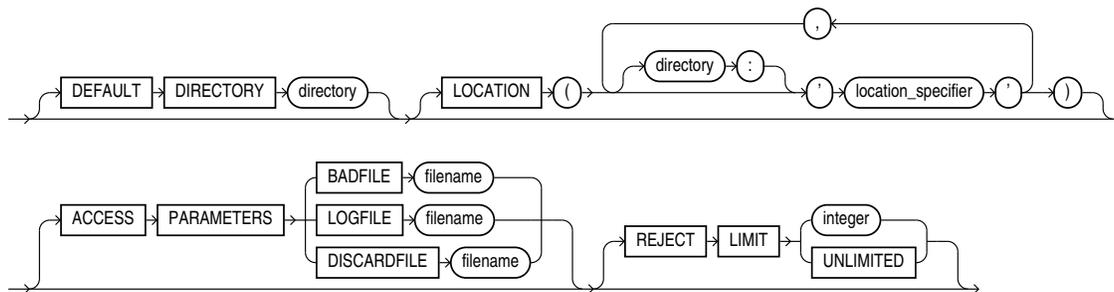 ,
directory :
DEFAULT DIRECTORY directory LOCATION ( ' location_specifier ' )
BADFILE filename
ACCESS PARAMETERS LOGFILE filename
DISCARDFILE filename
integer
REJECT LIMIT
UNLIMITED